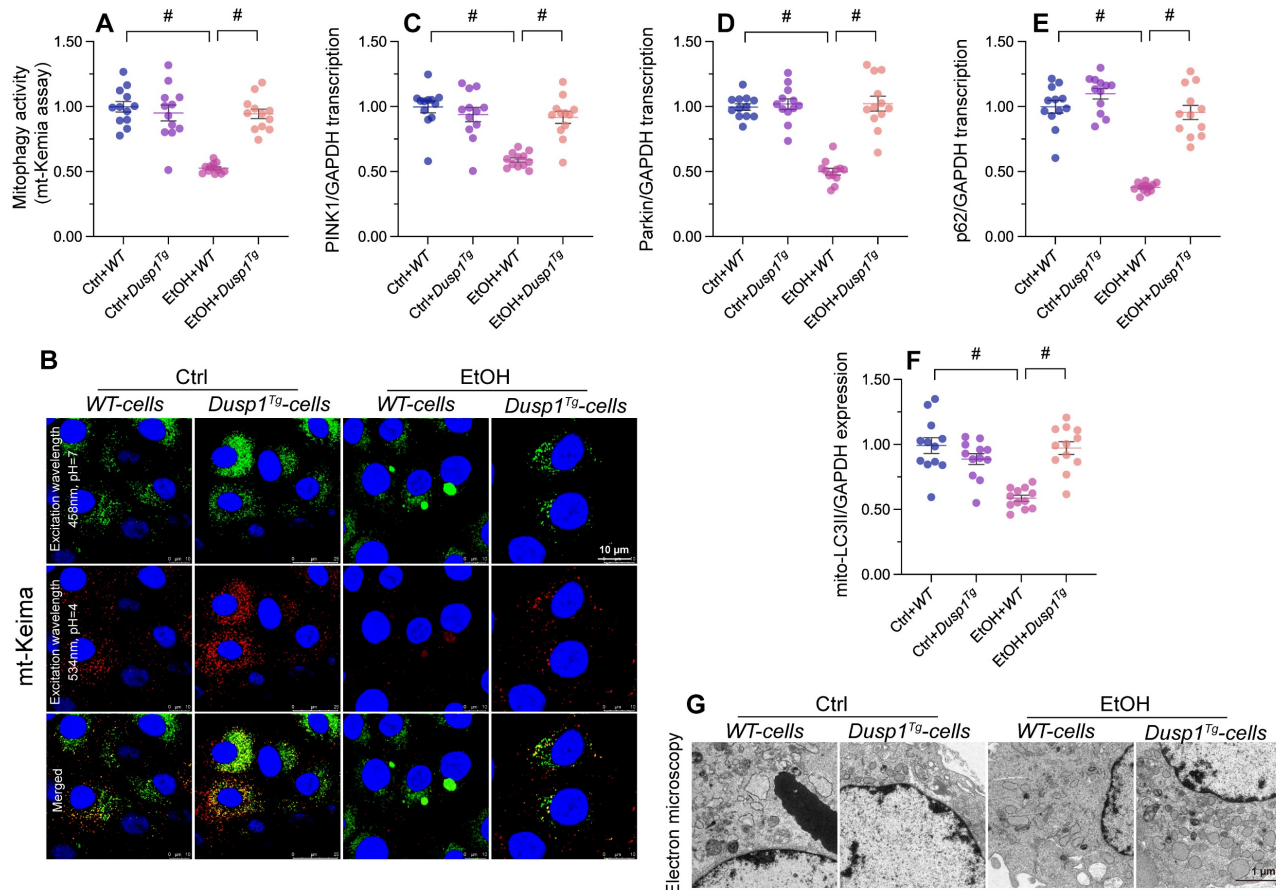 A
# #
Mitophagy activity
(mt-Kemia assay)
1.50
1.00
0.50
0.00
Ctrl+WT
Ctrl+Dusp1Tg
EtOH+WT
EtOH+Dusp1Tg
C
# #
PINK1/GAPDH transcription
1.50
1.00
0.50
0.00
Ctrl+WT
Ctrl+Dusp1Tg
EtOH+WT
EtOH+Dusp1Tg
D
# #
Parkin/GAPDH transcription
1.50
1.00
0.50
0.00
Ctrl+WT
Ctrl+Dusp1Tg
EtOH+WT
EtOH+Dusp1Tg
E
# #
p62/GAPDH transcription
1.50
1.00
0.50
0.00
Ctrl+WT
Ctrl+Dusp1Tg
EtOH+WT
EtOH+Dusp1Tg
B
Ctrl EtOH
WT-cells Dusp1Tg-cells WT-cells Dusp1Tg-cells
mt-Keima
Excitation wavelength
458nm, pH=7
10 μm
Excitation wavelength
534nm, pH=4
Merged
F
# #
mito-LC3II/GAPDH expression
1.50
1.00
0.50
0.00
Ctrl+WT
Ctrl+Dusp1Tg
EtOH+WT
EtOH+Dusp1Tg
G
Ctrl EtOH
WT-cells Dusp1Tg-cells WT-cells Dusp1Tg-cells
Electron microscopy
1 μm